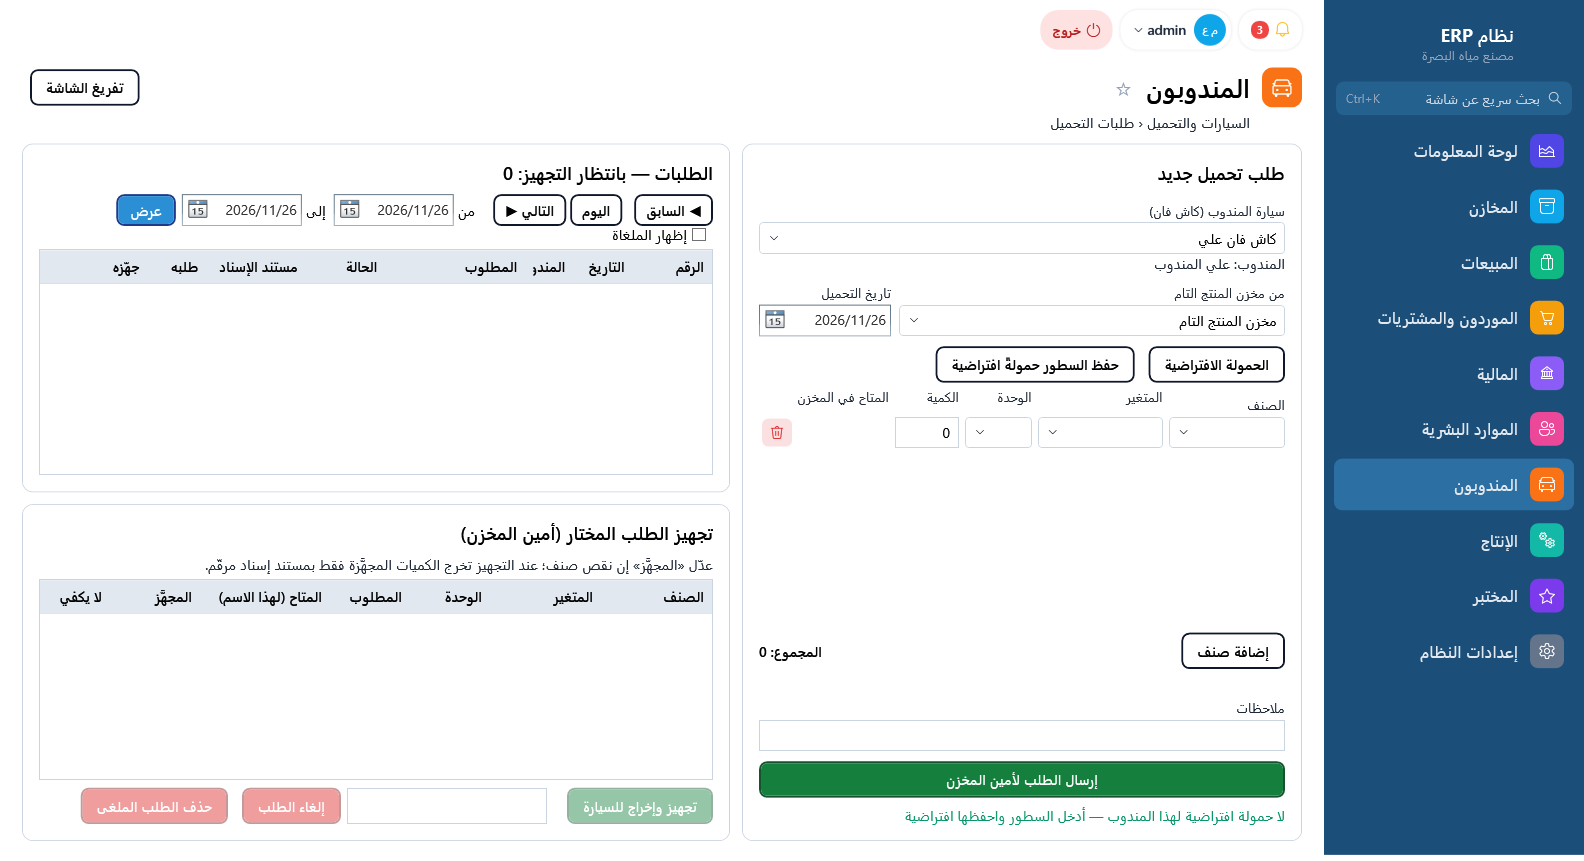 نظام ERP
مصنع مياه البصرة
بحث سريع عن شاشة Ctrl+K
لوحة المعلومات
المخازن
المبيعات
الموردون والمشتريات
المالية
الموارد البشرية
المندوبون
الإنتاج
المختبر
إعدادات النظام
3
م ع admin
خروج
المندوبون
السيارات والتحميل › طلبات التحميل
تفريغ الشاشة
طلب تحميل جديد
سيارة المندوب (كاش فان)
كاش فان علي
المندوب: علي المندوب
من مخزن المنتج التام تاريخ التحميل
مخزن المنتج التام 2026/11/26 15
الحمولة الافتراضية حفظ السطور حمولةً افتراضية
الصنف المتغير الوحدة الكمية المتاح في المخزن
0
إضافة صنف المجموع: 0
ملاحظات
إرسال الطلب لأمين المخزن
لا حمولة افتراضية لهذا المندوب — أدخل السطور واحفظها افتراضية
الطلبات — بانتظار التجهيز: 0
◀ السابق اليوم التالي ▶ من 2026/11/26 15 إلى 2026/11/26 15 عرض
إظهار الملغاة
الرقم التاريخ المندو المطلوب الحالة مستند الإسناد طلبه جهّزه
تجهيز الطلب المختار (أمين المخزن)
عدّل «المجهَّز» إن نقص صنف؛ عند التجهيز تخرج الكميات المجهَّزة فقط بمستند إسناد مرقّم.
الصنف المتغير الوحدة المطلوب المتاح (لهذا الاسم) المجهَّز لا يكفي
تجهيز وإخراج للسيارة إلغاء الطلب حذف الطلب الملغى